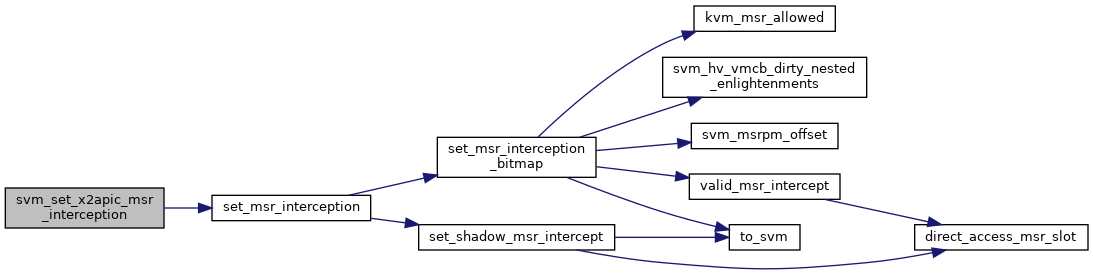 kvm_msr_allowed
svm_hv_vmcb_dirty_nested
_enlightenments
svm_msrpm_offset
set_msr_interception
_bitmap
valid_msr_intercept
svm_set_x2apic_msr
_interception
set_msr_interception
set_shadow_msr_intercept
to_svm
direct_access_msr_slot